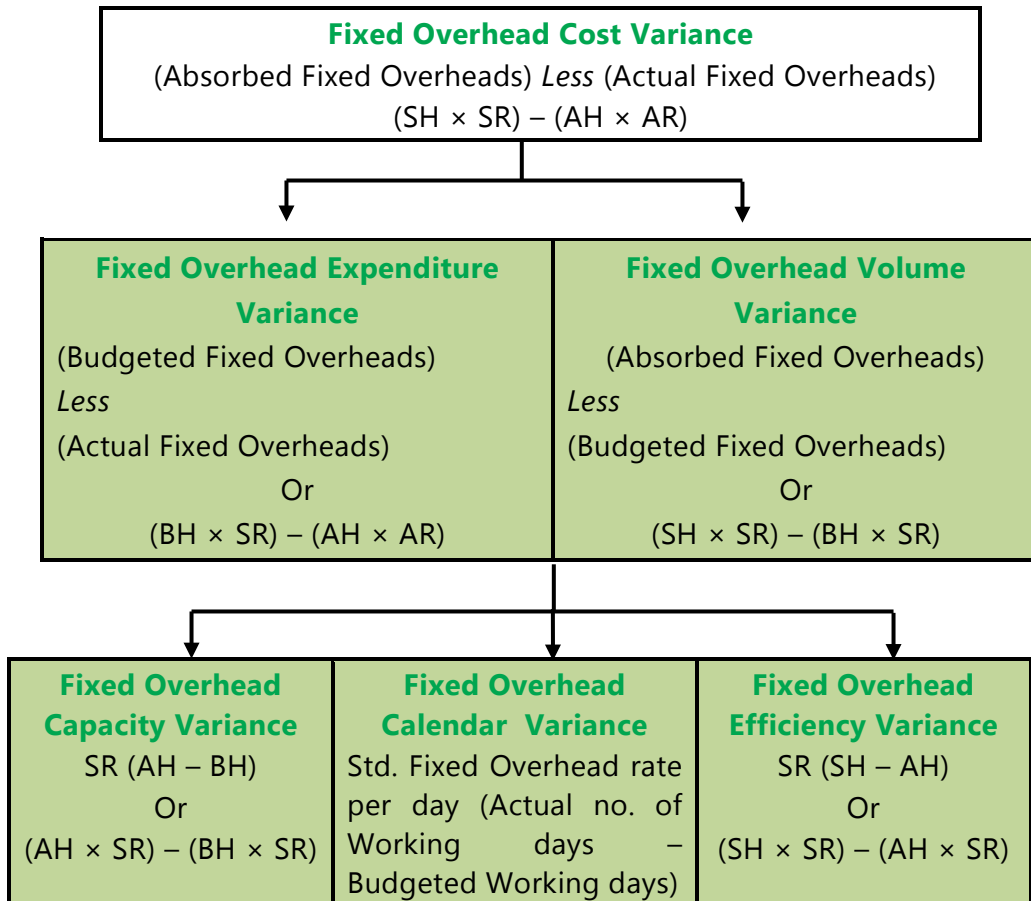 Fixed Overhead Cost Variance
(Absorbed Fixed Overheads) Less (Actual Fixed Overheads)
(SH × SR) – (AH × AR)
Fixed Overhead Expenditure
Variance
(Budgeted Fixed Overheads)
Less
(Actual Fixed Overheads)
Or
(BH × SR) – (AH × AR)
Fixed Overhead Volume
Variance
(Absorbed Fixed Overheads)
Less
(Budgeted Fixed Overheads)
Or
(SH × SR) – (BH × SR)
Fixed Overhead
Capacity Variance
SR (AH – BH)
Or
(AH × SR) – (BH × SR)
Fixed Overhead
Calendar Variance
Std. Fixed Overhead rate
per day (Actual no. of
Working days –
Budgeted Working days)
Fixed Overhead
Efficiency Variance
SR (SH – AH)
Or
(SH × SR) – (AH × SR)